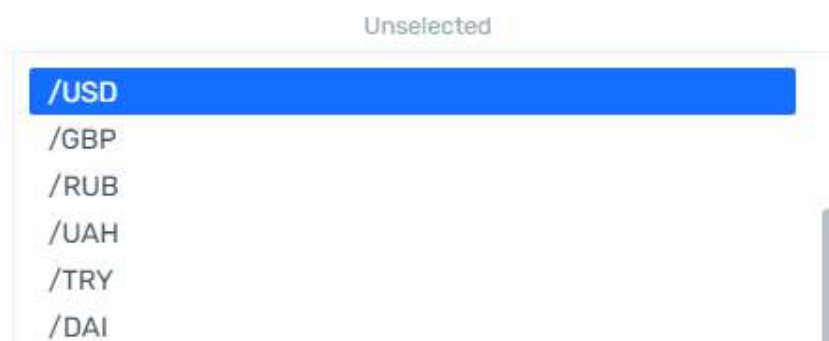 Unselected
/USD
/GBP
/RUB
/UAH
/TRY
/DAI